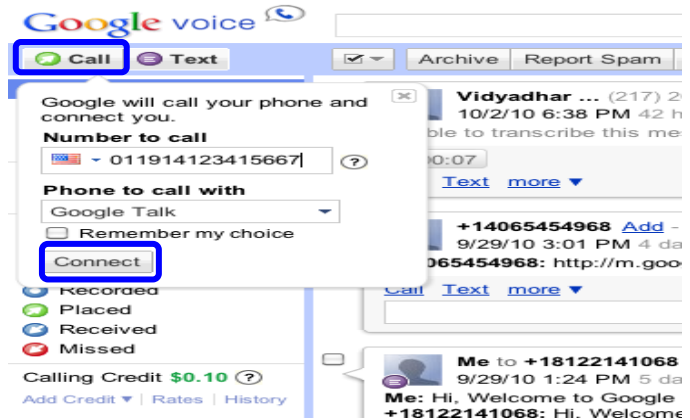 Google voice
Call
Text
Archive
Report Spam
Google will call your phone and
connect you.
Number to call
011914123415667
?
Phone to call with
Google Talk
Remember my choice
Connect
Recorded
Placed
Received
Missed
Calling Credit $0.10 ?
Add Credit ▼ | Rates | History
Vidyadhar ... (217) 2
10/2/10 6:38 PM 42 h
ble to transcribe this me
0:07
Text more ▼
+14065454968 Add -
9/29/10 3:01 PM 4 da
065454968: http://m.goo
Call Text more ▼
Me to +18122141068
9/29/10 1:24 PM 5 da
Me: Hi, Welcome to Google
+18122141068: Hi, Welcome